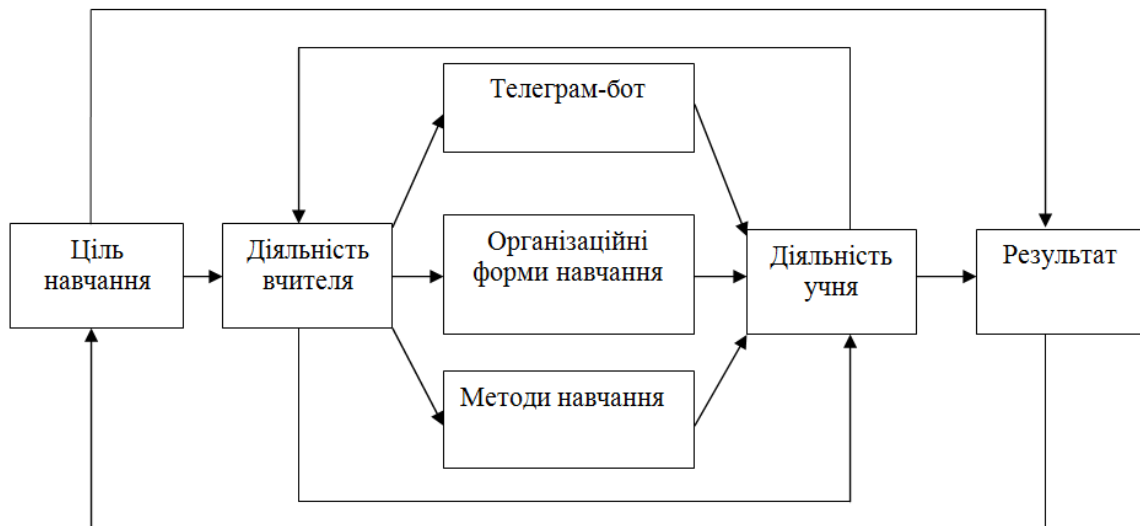 Телеграм-бот
Ціль
навчання
Діяльність
вчителя
Організаційні
форми навчання
Діяльність
учня
Результат
Методи навчання